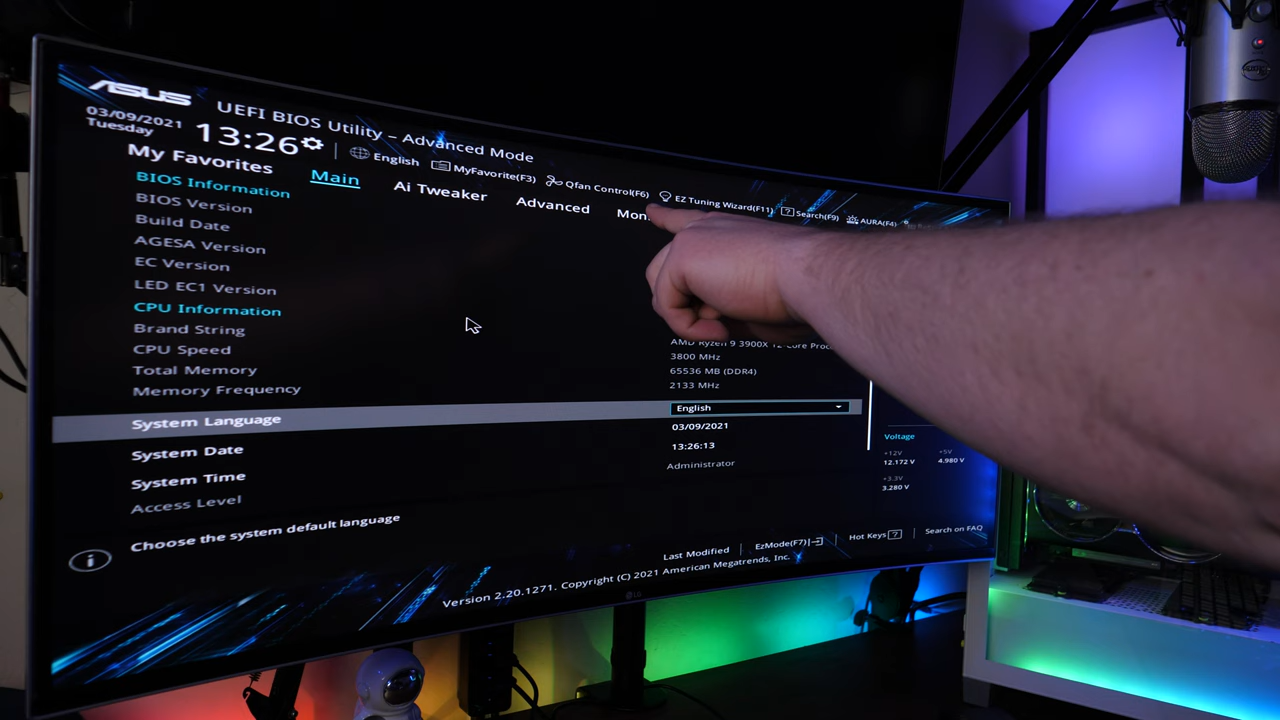 ASUS UEFI BIOS Utility – Advanced Mode
03/09/2021
Tuesday
13:26
English MyFavorite(F3) Qfan Control(F6) EZ Tuning Wizard(F11) Search(F9) AURA(F4)
My Favorites Main Ai Tweaker Advanced
BIOS Information
BIOS Version
Build Date
AGESA Version
EC Version
LED EC1 Version
CPU Information
Brand String AMD Ryzen 9 3900X 12-Core
CPU Speed 3800 MHz
Total Memory 65536 MB (DDR4)
Memory Frequency 2133 MHz
System Language English
System Date 03/09/2021
System Time 13:26:13
Access Level Administrator
Choose the system default language
Voltage
+12V +5V
12.172 V 4.980 V
+3.3V
3.280 V
Last Modified EzMode(F7) Hot Keys ? Search on FAQ
Version 2.20.1271. Copyright (C) 2021 American Megatrends, Inc.
LG